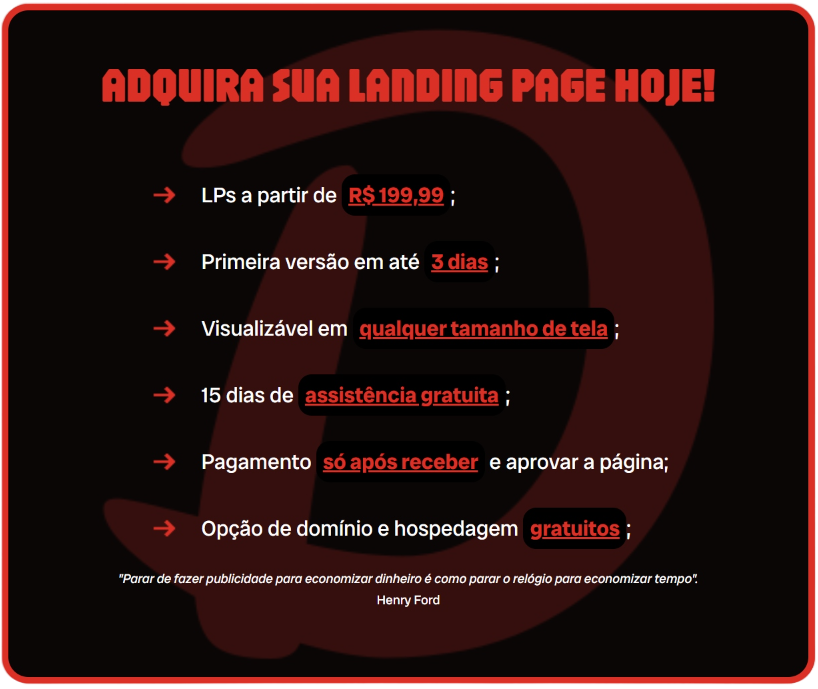 ADQUIRA SUA LANDING PAGE HOJE!
→ LPs a partir de R$ 199,99 ;
→ Primeira versão em até 3 dias ;
→ Visualizável em qualquer tamanho de tela ;
→ 15 dias de assistência gratuita ;
→ Pagamento só após receber e aprovar a página;
→ Opção de domínio e hospedagem gratuitos ;
"Parar de fazer publicidade para economizar dinheiro é como parar o relógio para economizar tempo".
Henry Ford